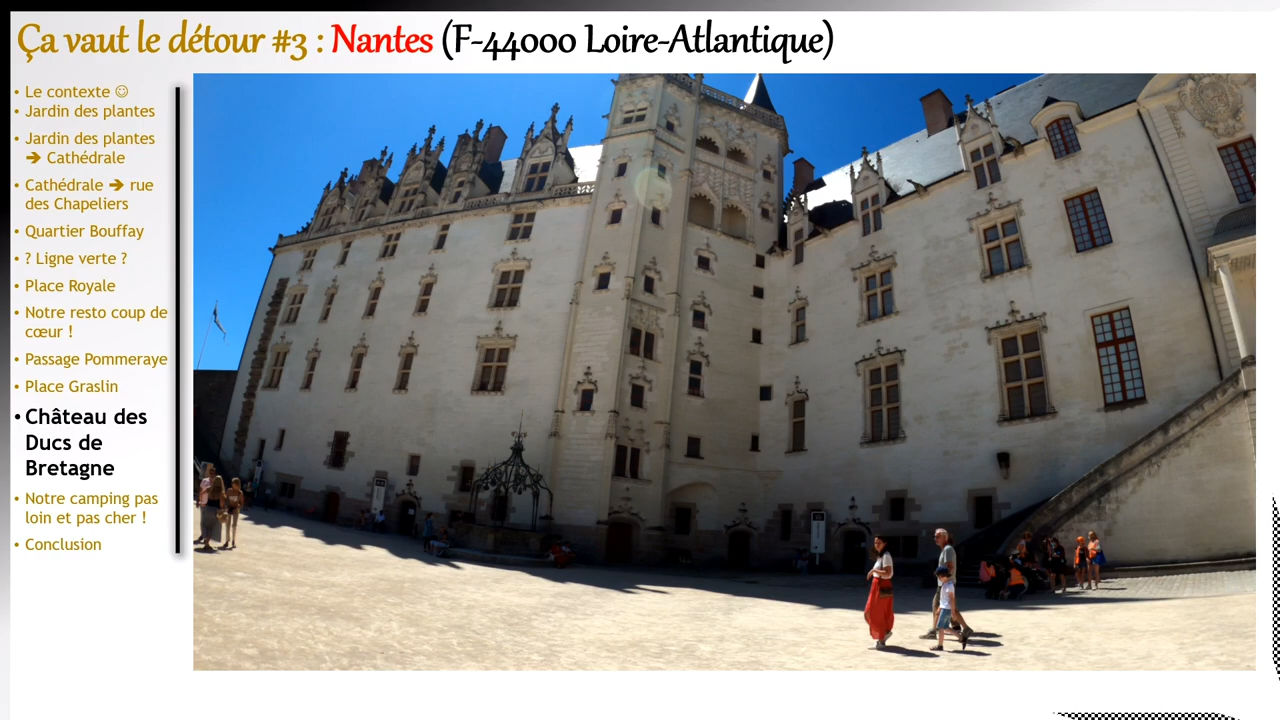 Ça vaut le détour #3 : Nantes (F-44000 Loire-Atlantique)
• Le contexte ☺
• Jardin des plantes
• Jardin des plantes
➔ Cathédrale
• Cathédrale ➔ rue
des Chapeliers
• Quartier Bouffay
• ? Ligne verte ?
• Place Royale
• Notre resto coup de
cœur !
• Passage Pommeraye
• Place Graslin
• Château des
Ducs de
Bretagne
• Notre camping pas
loin et pas cher !
• Conclusion